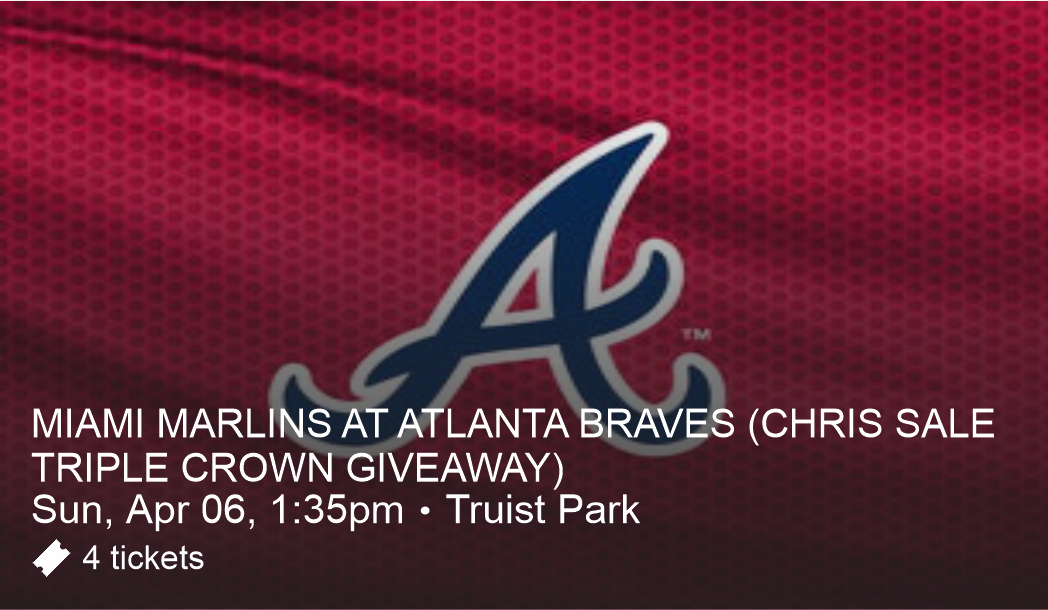 A
TM
MIAMI MARLINS AT ATLANTA BRAVES (CHRIS SALE
TRIPLE CROWN GIVEAWAY)
Sun, Apr 06, 1:35pm • Truist Park
4 tickets